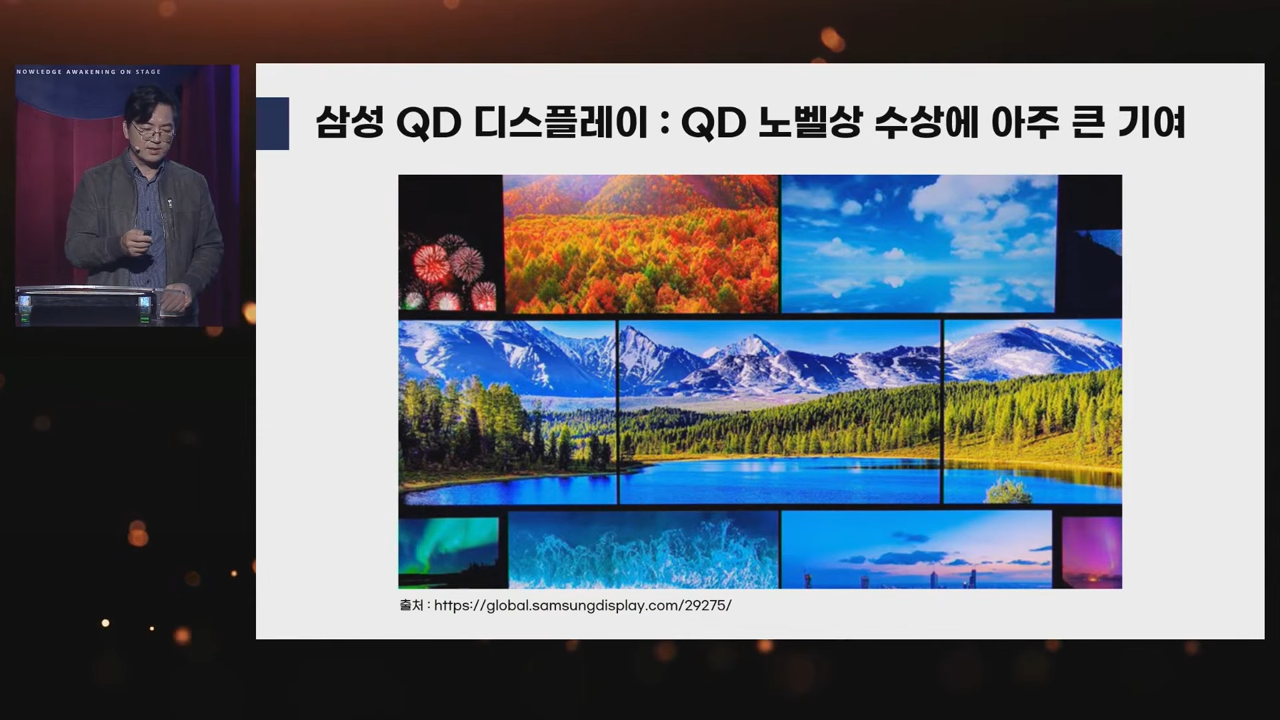 NOWLEDGE AWAKENING ON STAGE
삼성 QD 디스플레이 : QD 노벨상 수상에 아주 큰 기여
출처 : https://global.samsungdisplay.com/29275/